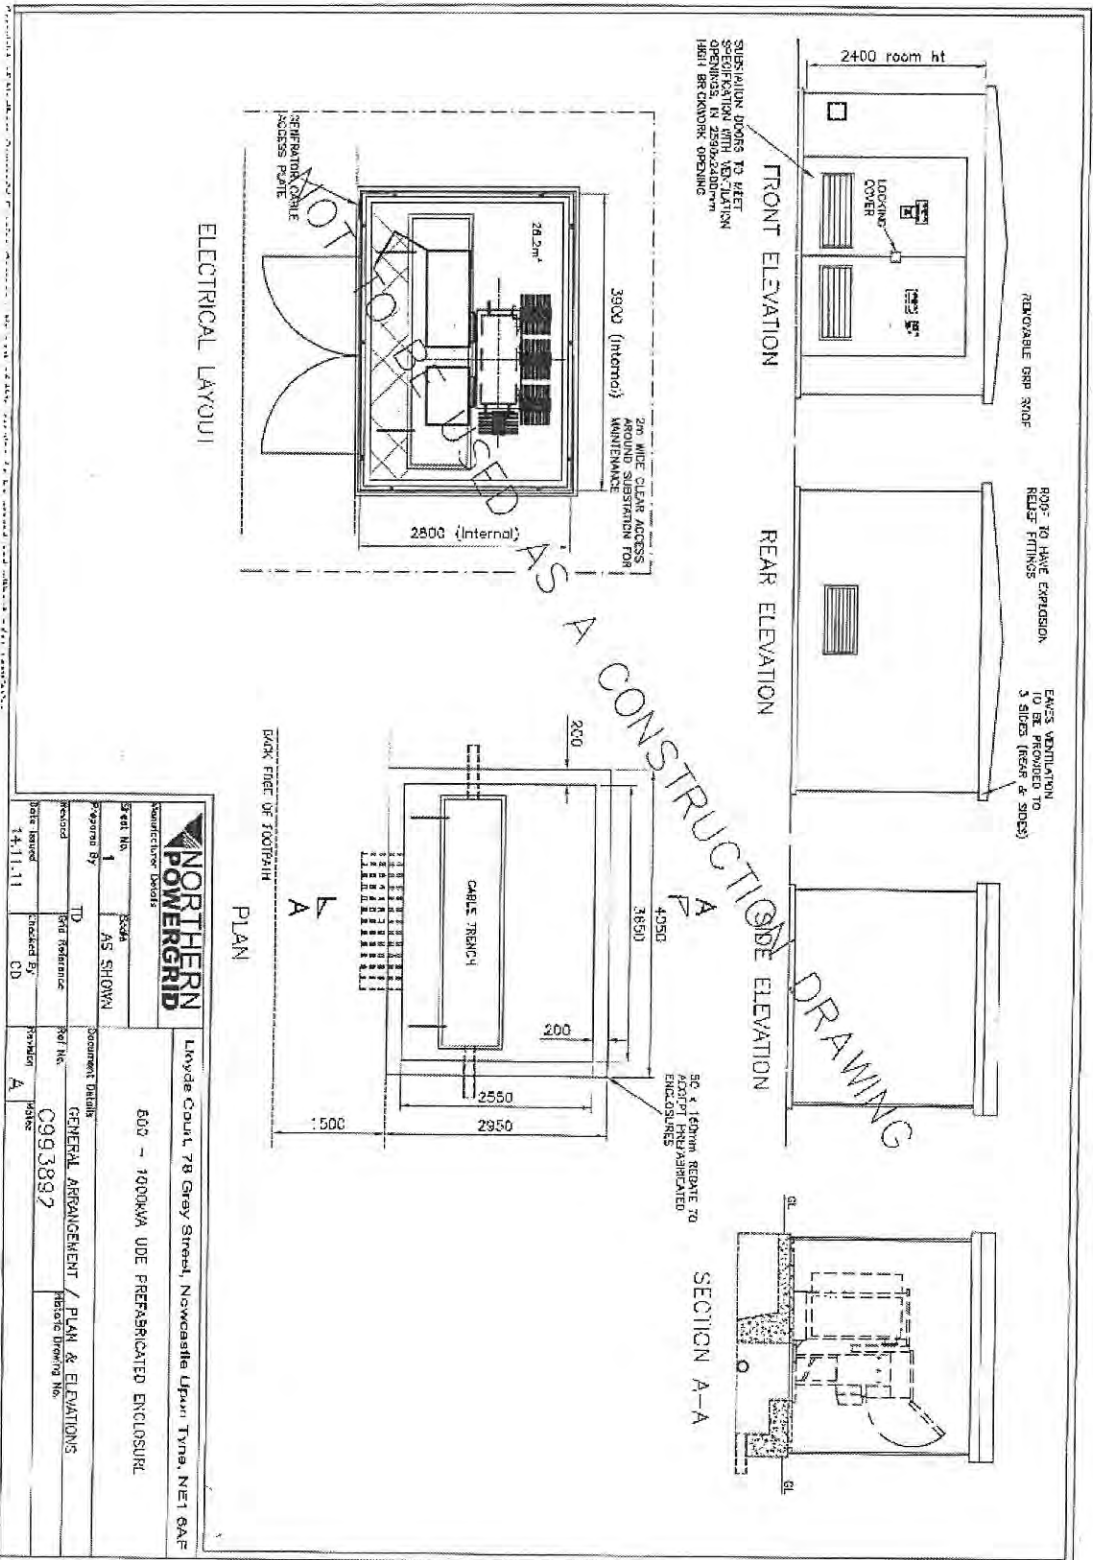 2400 room ht
SUBSTATION DOORS TO MEET
SPECIFICATION WITH VENTILATION
OPENINGS, IN 2590x2400mm
HIGH BRICKWORK OPENING
LOCKING
COVER
FRONT ELEVATION
REMOVABLE GRP ROOF
REAR ELEVATION
ROOF TO HAVE EXPLOSION
RELIEF FITTINGS
EAVES VENTILATION
TO BE PROVIDED TO
3 SIDES (REAR & SIDES)
SIDE ELEVATION
GL
GL
SECTION A-A
GENERATOR CABLE
ACCESS PLATE
3900 (Internal)
2800 (Internal)
2m WIDE CLEAR ACCESS
AROUND SUBSTATION FOR
MAINTENANCE
ELECTRICAL LAYOUT
NOT TO BE USED AS A CONSTRUCTION DRAWING
200
4050
3650
200
2550
2950
1500
CABLE TRENCH
A
A
50 x 160mm REBATE TO
ACCEPT PREFABRICATED
ENCLOSURES
BACK EDGE OF FOOTPATH
PLAN
NORTHERN
POWERGRID
Lloyds Court, 78 Grey Street, Newcastle Upon Tyne, NE1 6AF
Manufacturer Details
Sheet No.
1
Scale
AS SHOWN
Prepared By
TD
Revised
Grid Reference
Date Issued
14.11.11
Checked By
CD
Revision
A
Notes
Document Details
GENERAL ARRANGEMENT / PLAN & ELEVATIONS
Ref No.
C993897
Historic Drawing No.
500 - 1000kVA UDE PREFABRICATED ENCLOSURE